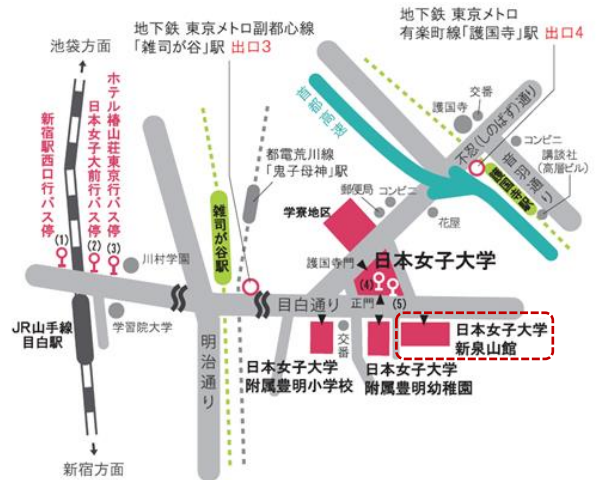 池袋方面
地下鉄 東京メトロ副都心線
「雑司が谷」駅 出口3
地下鉄 東京メトロ
有楽町線「護国寺」駅 出口4
新宿駅西口行バス停
日本女子大前行バス停
ホテル椿山荘東京行バス停
(1)
(2)
(3)
川村学園
学習院大学
JR山手線
目白駅
新宿方面
明治通り
雑司が谷駅
都電荒川線
「鬼子母神」駅
首都高速
護国寺
交番
不忍(しのばず)通り
コンビニ
講談社
(高層ビル)
音羽通り
護国寺駅
郵便局
コンビニ
花屋
学寮地区
護国寺門
日本女子大学
(4)
正門
(5)
目白通り
日本女子大学
附属豊明小学校
交番
日本女子大学
附属豊明幼稚園
日本女子大学
新泉山館